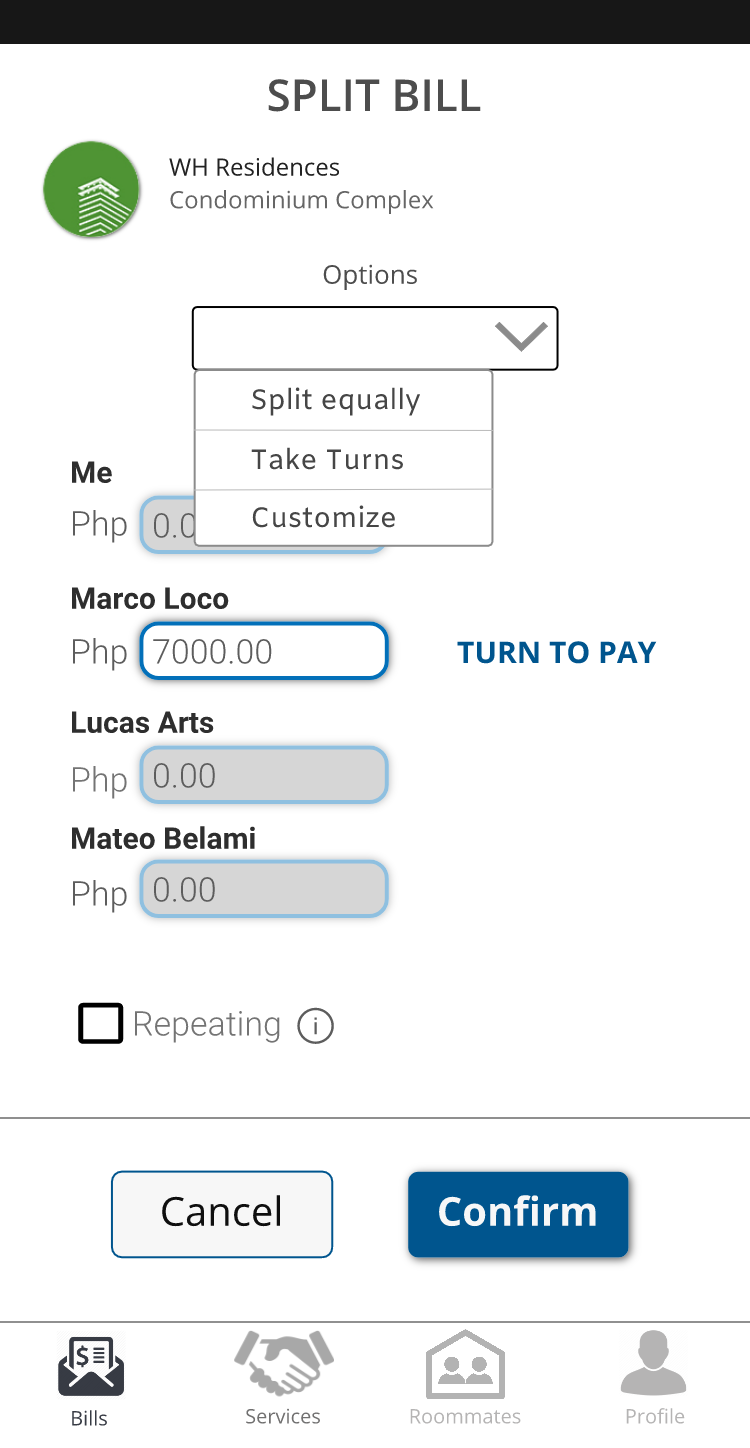 SPLIT BILL
WH Residences
Condominium Complex
Options
Split equally
Take Turns
Customize
Me
Php 0.0
Marco Loco
Php 7000.00 TURN TO PAY
Lucas Arts
Php 0.00
Mateo Belami
Php 0.00
Repeating i
Cancel Confirm
$
Bills Services Roommates Profile